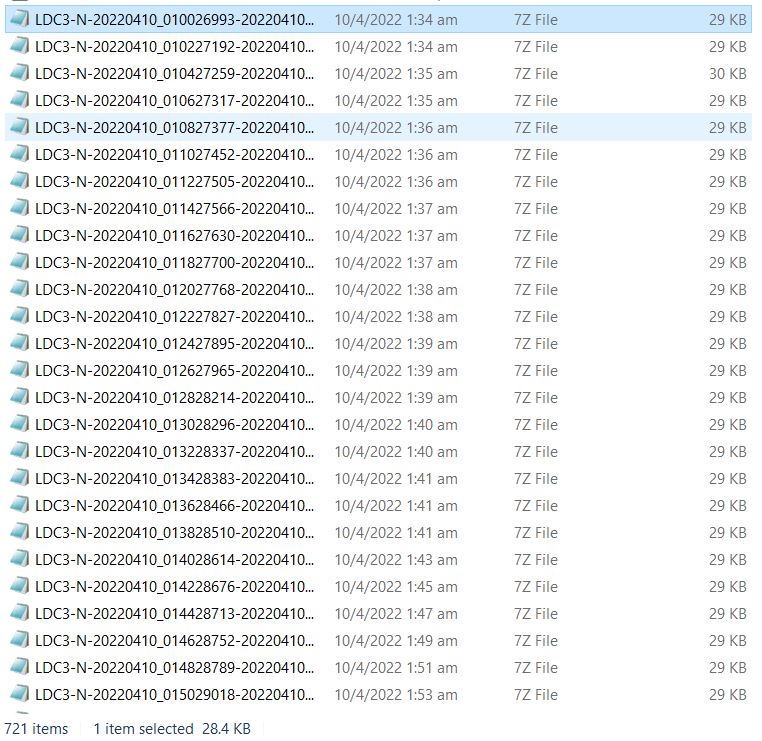 LDC3-N-20220410_010026993-20220410... 10/4/2022 1:34 am 7Z File 29 KB
LDC3-N-20220410_010227192-20220410... 10/4/2022 1:34 am 7Z File 29 KB
LDC3-N-20220410_010427259-20220410... 10/4/2022 1:35 am 7Z File 30 KB
LDC3-N-20220410_010627317-20220410... 10/4/2022 1:35 am 7Z File 29 KB
LDC3-N-20220410_010827377-20220410... 10/4/2022 1:36 am 7Z File 29 KB
LDC3-N-20220410_011027452-20220410... 10/4/2022 1:36 am 7Z File 29 KB
LDC3-N-20220410_011227505-20220410... 10/4/2022 1:36 am 7Z File 29 KB
LDC3-N-20220410_011427566-20220410... 10/4/2022 1:37 am 7Z File 29 KB
LDC3-N-20220410_011627630-20220410... 10/4/2022 1:37 am 7Z File 29 KB
LDC3-N-20220410_011827700-20220410... 10/4/2022 1:37 am 7Z File 29 KB
LDC3-N-20220410_012027768-20220410... 10/4/2022 1:38 am 7Z File 29 KB
LDC3-N-20220410_012227827-20220410... 10/4/2022 1:38 am 7Z File 29 KB
LDC3-N-20220410_012427895-20220410... 10/4/2022 1:39 am 7Z File 29 KB
LDC3-N-20220410_012627965-20220410... 10/4/2022 1:39 am 7Z File 29 KB
LDC3-N-20220410_012828214-20220410... 10/4/2022 1:39 am 7Z File 29 KB
LDC3-N-20220410_013028296-20220410... 10/4/2022 1:40 am 7Z File 29 KB
LDC3-N-20220410_013228337-20220410... 10/4/2022 1:40 am 7Z File 29 KB
LDC3-N-20220410_013428383-20220410... 10/4/2022 1:41 am 7Z File 29 KB
LDC3-N-20220410_013628466-20220410... 10/4/2022 1:41 am 7Z File 29 KB
LDC3-N-20220410_013828510-20220410... 10/4/2022 1:41 am 7Z File 29 KB
LDC3-N-20220410_014028614-20220410... 10/4/2022 1:43 am 7Z File 29 KB
LDC3-N-20220410_014228676-20220410... 10/4/2022 1:45 am 7Z File 29 KB
LDC3-N-20220410_014428713-20220410... 10/4/2022 1:47 am 7Z File 29 KB
LDC3-N-20220410_014628752-20220410... 10/4/2022 1:49 am 7Z File 29 KB
LDC3-N-20220410_014828789-20220410... 10/4/2022 1:51 am 7Z File 29 KB
LDC3-N-20220410_015029018-20220410... 10/4/2022 1:53 am 7Z File 29 KB
721 items 1 item selected 28.4 KB